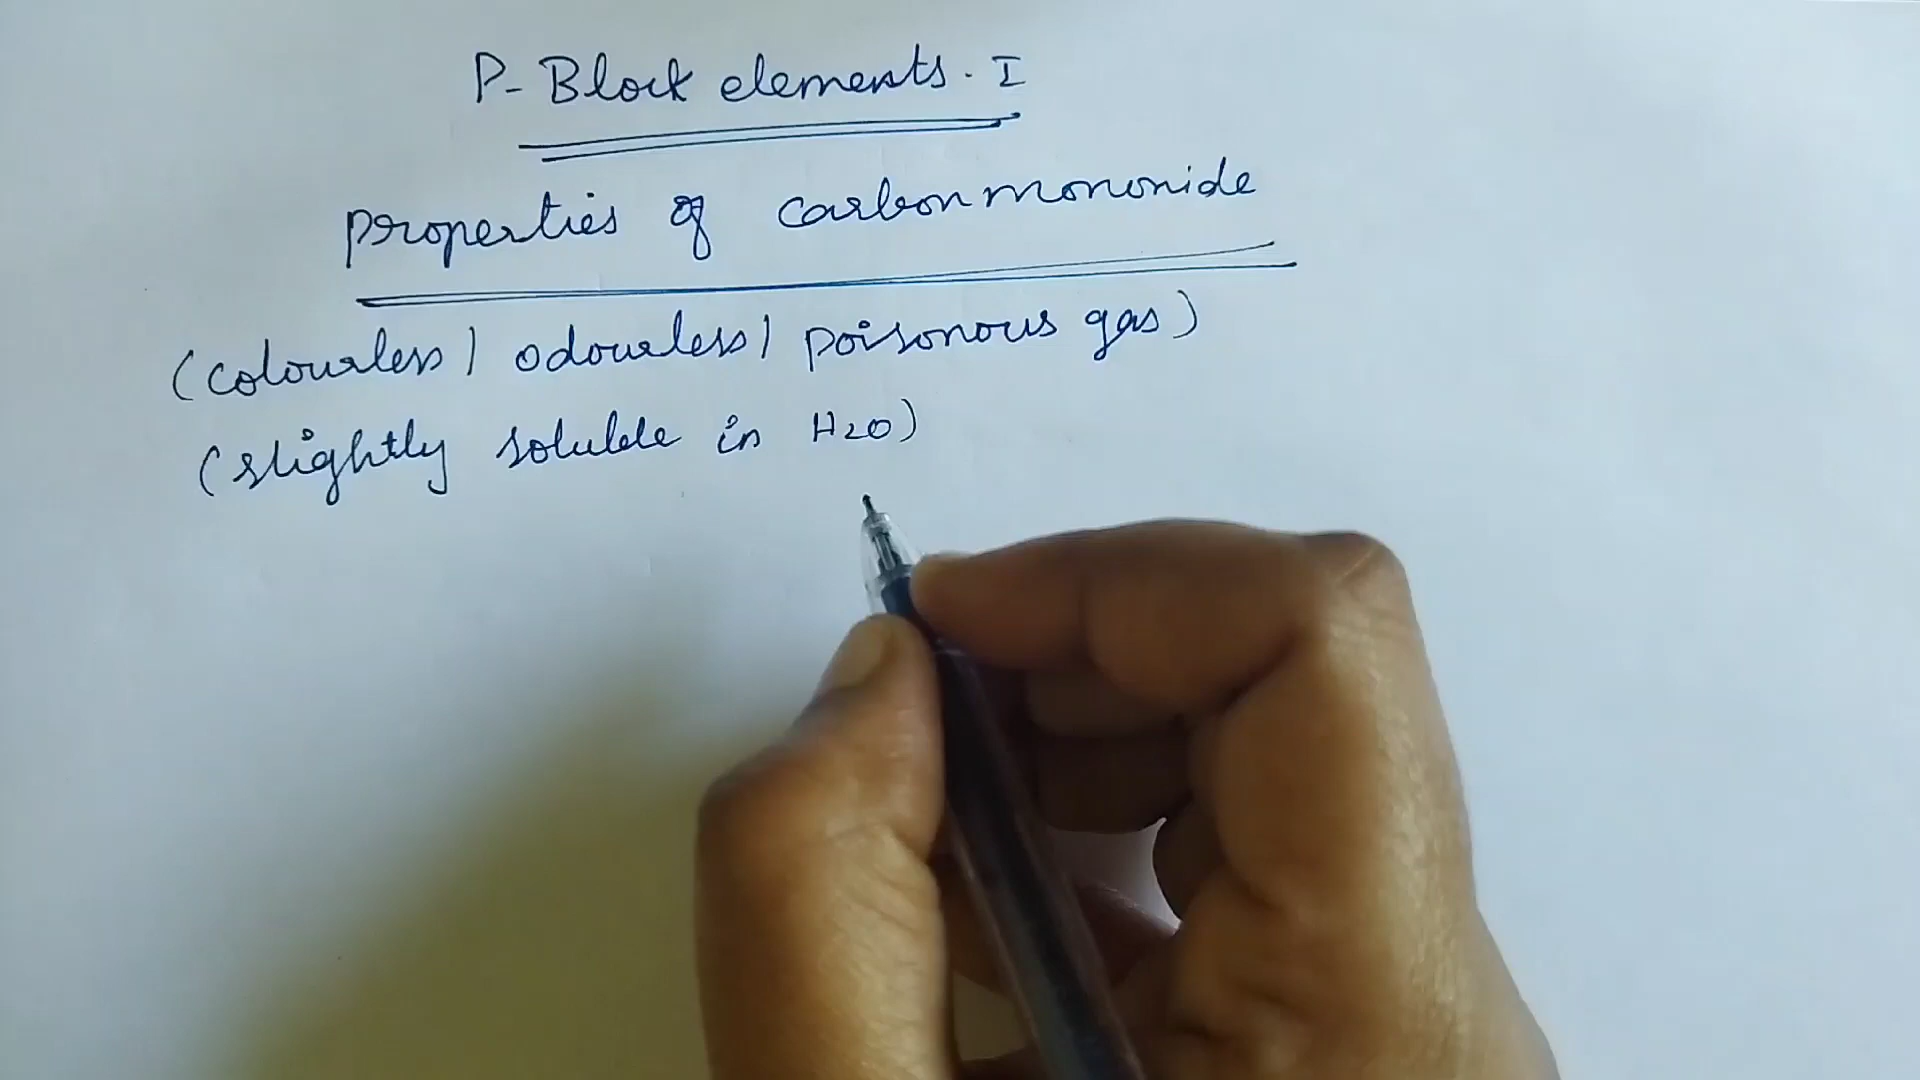 P-Block elements. I
Properties of carbonmonoxide
(colourless / odourless / poisonous gas)
(slightly soluble in H2O)